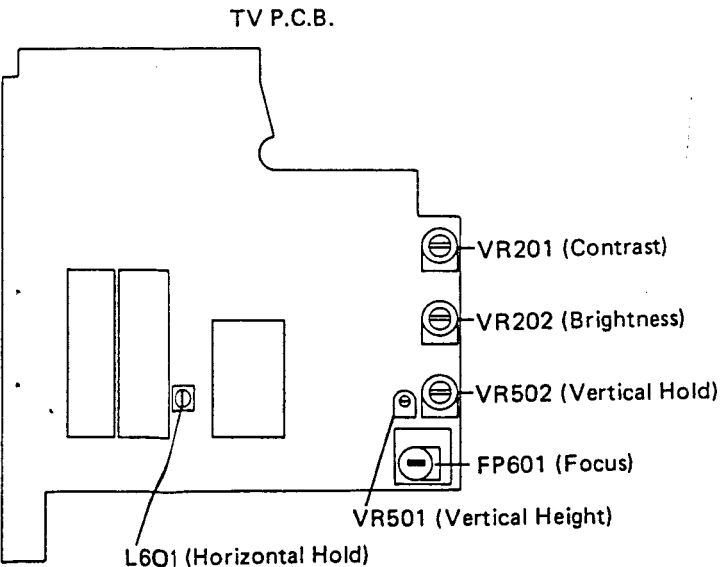 TV P.C.B.
VR201 (Contrast)
VR202 (Brightness)
VR502 (Vertical Hold)
FP601 (Focus)
VR501 (Vertical Height)
L601 (Horizontal Hold)